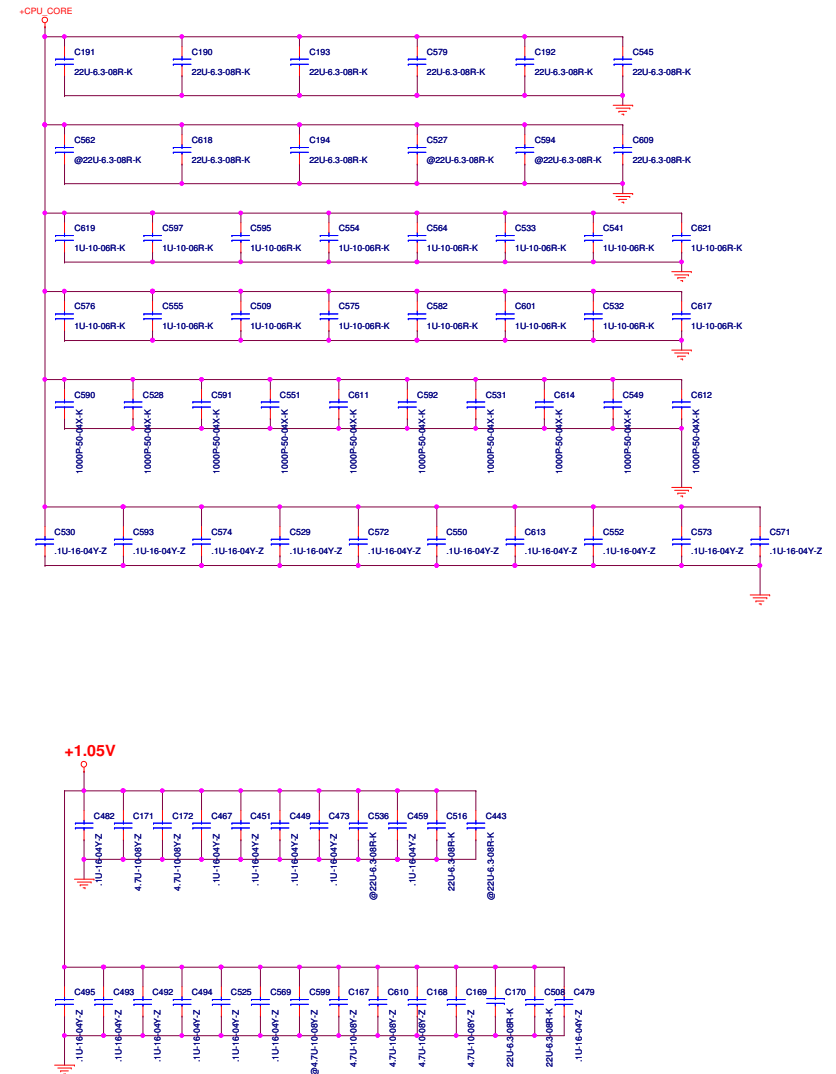 +CPU_CORE
C191 C190 C193 C579 C192 C545
22U-6.3-08R-K 22U-6.3-08R-K 22U-6.3-08R-K 22U-6.3-08R-K 22U-6.3-08R-K 22U-6.3-08R-K
C562 C618 C194 C527 C594 C609
@22U-6.3-08R-K 22U-6.3-08R-K 22U-6.3-08R-K @22U-6.3-08R-K @22U-6.3-08R-K 22U-6.3-08R-K
C619 C597 C595 C554 C564 C533 C541 C621
1U-10-06R-K 1U-10-06R-K 1U-10-06R-K 1U-10-06R-K 1U-10-06R-K 1U-10-06R-K 1U-10-06R-K 1U-10-06R-K
C576 C555 C509 C575 C582 C601 C532 C617
1U-10-06R-K 1U-10-06R-K 1U-10-06R-K 1U-10-06R-K 1U-10-06R-K 1U-10-06R-K 1U-10-06R-K 1U-10-06R-K
C590 C528 C591 C551 C611 C592 C531 C614 C549 C612
1000P-50-04X-K 1000P-50-04X-K 1000P-50-04X-K 1000P-50-04X-K 1000P-50-04X-K 1000P-50-04X-K 1000P-50-04X-K 1000P-50-04X-K 1000P-50-04X-K 1000P-50-04X-K
C530 C593 C574 C529 C572 C550 C613 C552 C573 C571
.1U-16-04Y-Z .1U-16-04Y-Z .1U-16-04Y-Z .1U-16-04Y-Z .1U-16-04Y-Z .1U-16-04Y-Z .1U-16-04Y-Z .1U-16-04Y-Z .1U-16-04Y-Z .1U-16-04Y-Z
+1.05V
C482 C171 C172 C467 C451 C449 C473 C536 C459 C516 C443
.1U-16-04Y-Z 4.7U-10-08Y-Z 4.7U-10-08Y-Z .1U-16-04Y-Z .1U-16-04Y-Z .1U-16-04Y-Z .1U-16-04Y-Z @22U-6.3-08R-K .1U-16-04Y-Z 22U-6.3-08R-K @22U-6.3-08R-K
C495 C493 C492 C494 C525 C569 C599 C167 C610 C168 C169 C170 C508 C479
.1U-16-04Y-Z .1U-16-04Y-Z .1U-16-04Y-Z .1U-16-04Y-Z .1U-16-04Y-Z .1U-16-04Y-Z @4.7U-10-08Y-Z 4.7U-10-08Y-Z 4.7U-10-08Y-Z 4.7U-10-08Y-Z 4.7U-10-08Y-Z 22U-6.3-08R-K 22U-6.3-08R-K .1U-16-04Y-Z